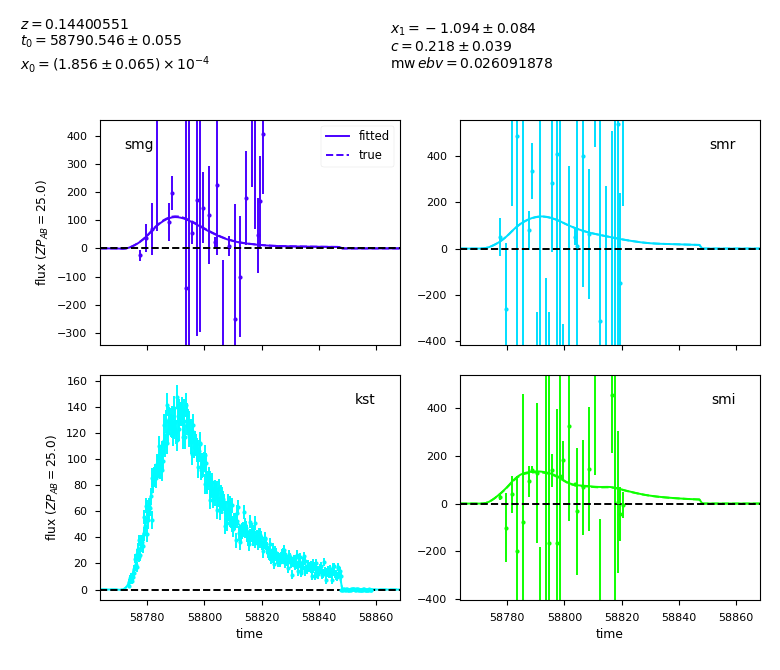 z = 0.14400551
t₀ = 58790.546 ± 0.055
x₀ = (1.856 ± 0.065) × 10⁻⁴
x₁ = −1.094 ± 0.084
c = 0.218 ± 0.039
mw ebv = 0.026091878
smg
fitted
true
400
300
200
100
0
−100
−200
−300
flux (ZP_AB = 25.0)
smr
400
200
0
−200
−400
kst
160
140
120
100
80
60
40
20
0
flux (ZP_AB = 25.0)
58780 58800 58820 58840 58860
time
smi
400
200
0
−200
−400
58780 58800 58820 58840 58860
time